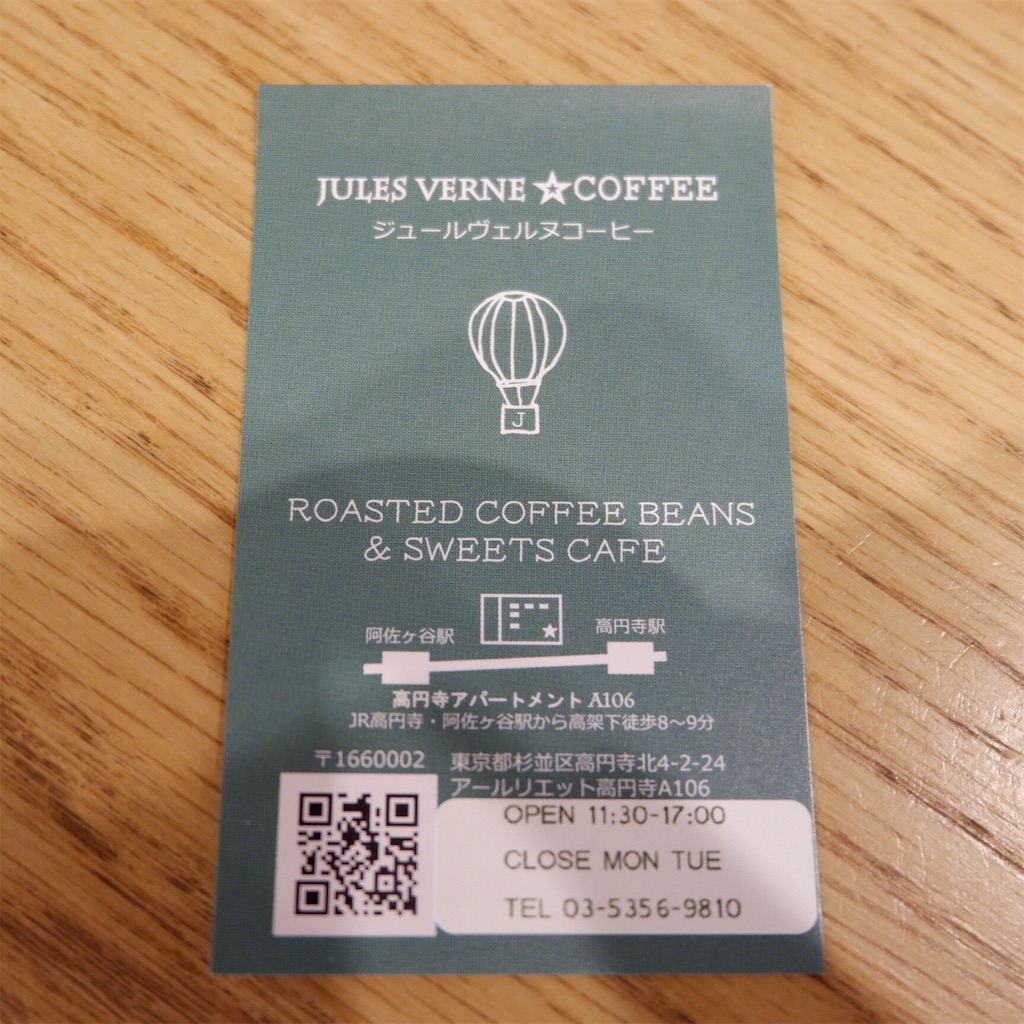 JULES VERNE ☆ COFFEE
ジュールヴェルヌコーヒー
J
ROASTED COFFEE BEANS
& SWEETS CAFE
阿佐ヶ谷駅
高円寺駅
高円寺アパートメント A106
JR高円寺・阿佐ヶ谷駅から高架下徒歩8〜9分
〒1660002 東京都杉並区高円寺北4-2-24
アールリエット高円寺A106
OPEN 11:30-17:00
CLOSE MON TUE
TEL 03-5356-9810